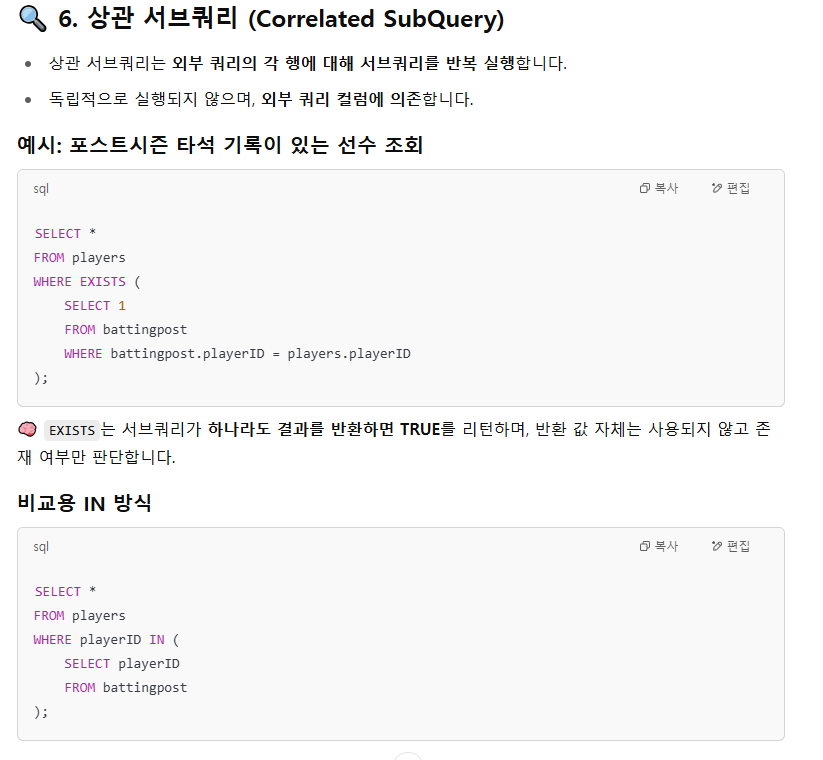 🔍 6. 상관 서브쿼리 (Correlated SubQuery)
• 상관 서브쿼리는 외부 쿼리의 각 행에 대해 서브쿼리를 반복 실행합니다.
• 독립적으로 실행되지 않으며, 외부 쿼리 컬럼에 의존합니다.
예시: 포스트시즌 타석 기록이 있는 선수 조회
sql 복사 편집
SELECT *
FROM players
WHERE EXISTS (
    SELECT 1
    FROM battingpost
    WHERE battingpost.playerID = players.playerID
);
🧠 EXISTS는 서브쿼리가 하나라도 결과를 반환하면 TRUE를 리턴하며, 반환 값 자체는 사용되지 않고 존
재 여부만 판단합니다.
비교용 IN 방식
sql 복사 편집
SELECT *
FROM players
WHERE playerID IN (
    SELECT playerID
    FROM battingpost
);